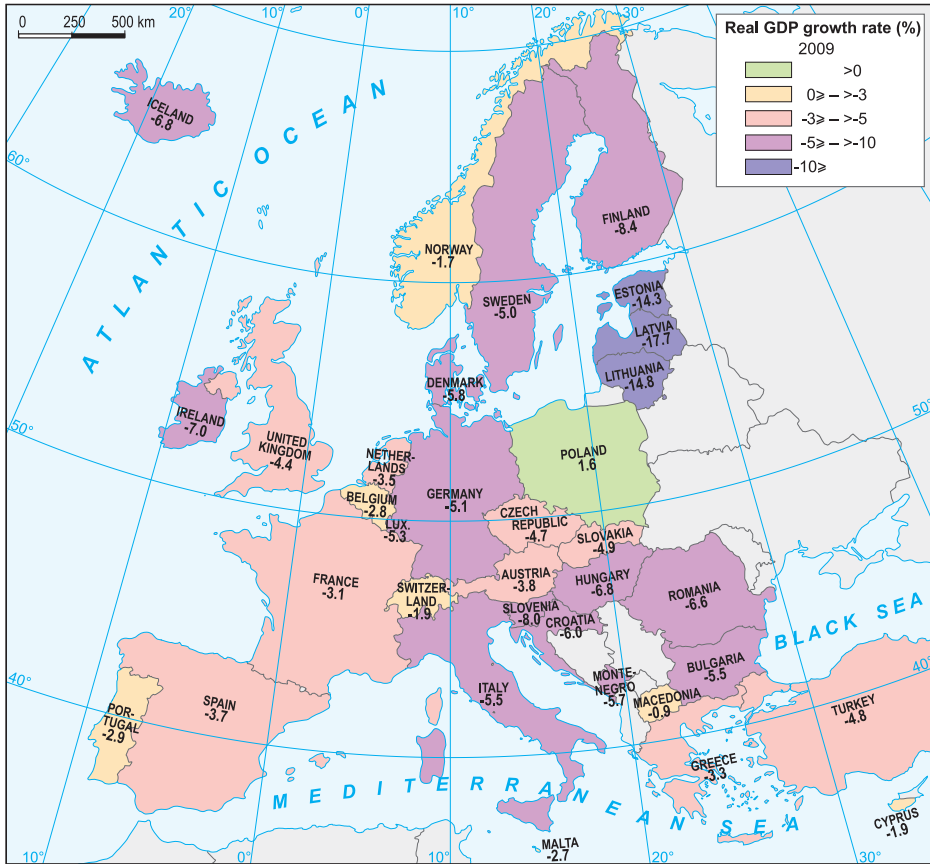 0 250 500 km
20°
10°
0°
10°
20°
30°
40°
Real GDP growth rate (%)
2009
>0
0⩾ – >-3
-3⩾ – >-5
-5⩾ – >-10
-10⩾
ICELAND
-6.8
ATLANTIC OCEAN
60°
60°
FINLAND
-8.4
NORWAY
-1.7
SWEDEN
-5.0
ESTONIA
-14.3
LATVIA
-17.7
LITHUANIA
-14.8
DENMARK
-5.8
IRELAND
-7.0
UNITED
KINGDOM
-4.4
50°
50°
NETHER-
LANDS
-3.5
BELGIUM
-2.8
LUX.
-5.3
GERMANY
-5.1
POLAND
1.6
CZECH
REPUBLIC
-4.7
SLOVAKIA
-4.9
FRANCE
-3.1
SWITZER-
LAND
-1.9
AUSTRIA
-3.8
HUNGARY
-6.8
SLOVENIA
-8.0
CROATIA
-6.0
ROMANIA
-6.6
BLACK SEA
BULGARIA
-5.5
MONTE-
NEGRO
-5.7
MACEDONIA
-0.9
ITALY
-5.5
40°
40°
POR-
TUGAL
-2.9
SPAIN
-3.7
TURKEY
-4.8
GREECE
-3.3
MEDITERRANEAN SEA
MALTA
-2.7
CYPRUS
-1.9
10°
0°
10°
20°
30°